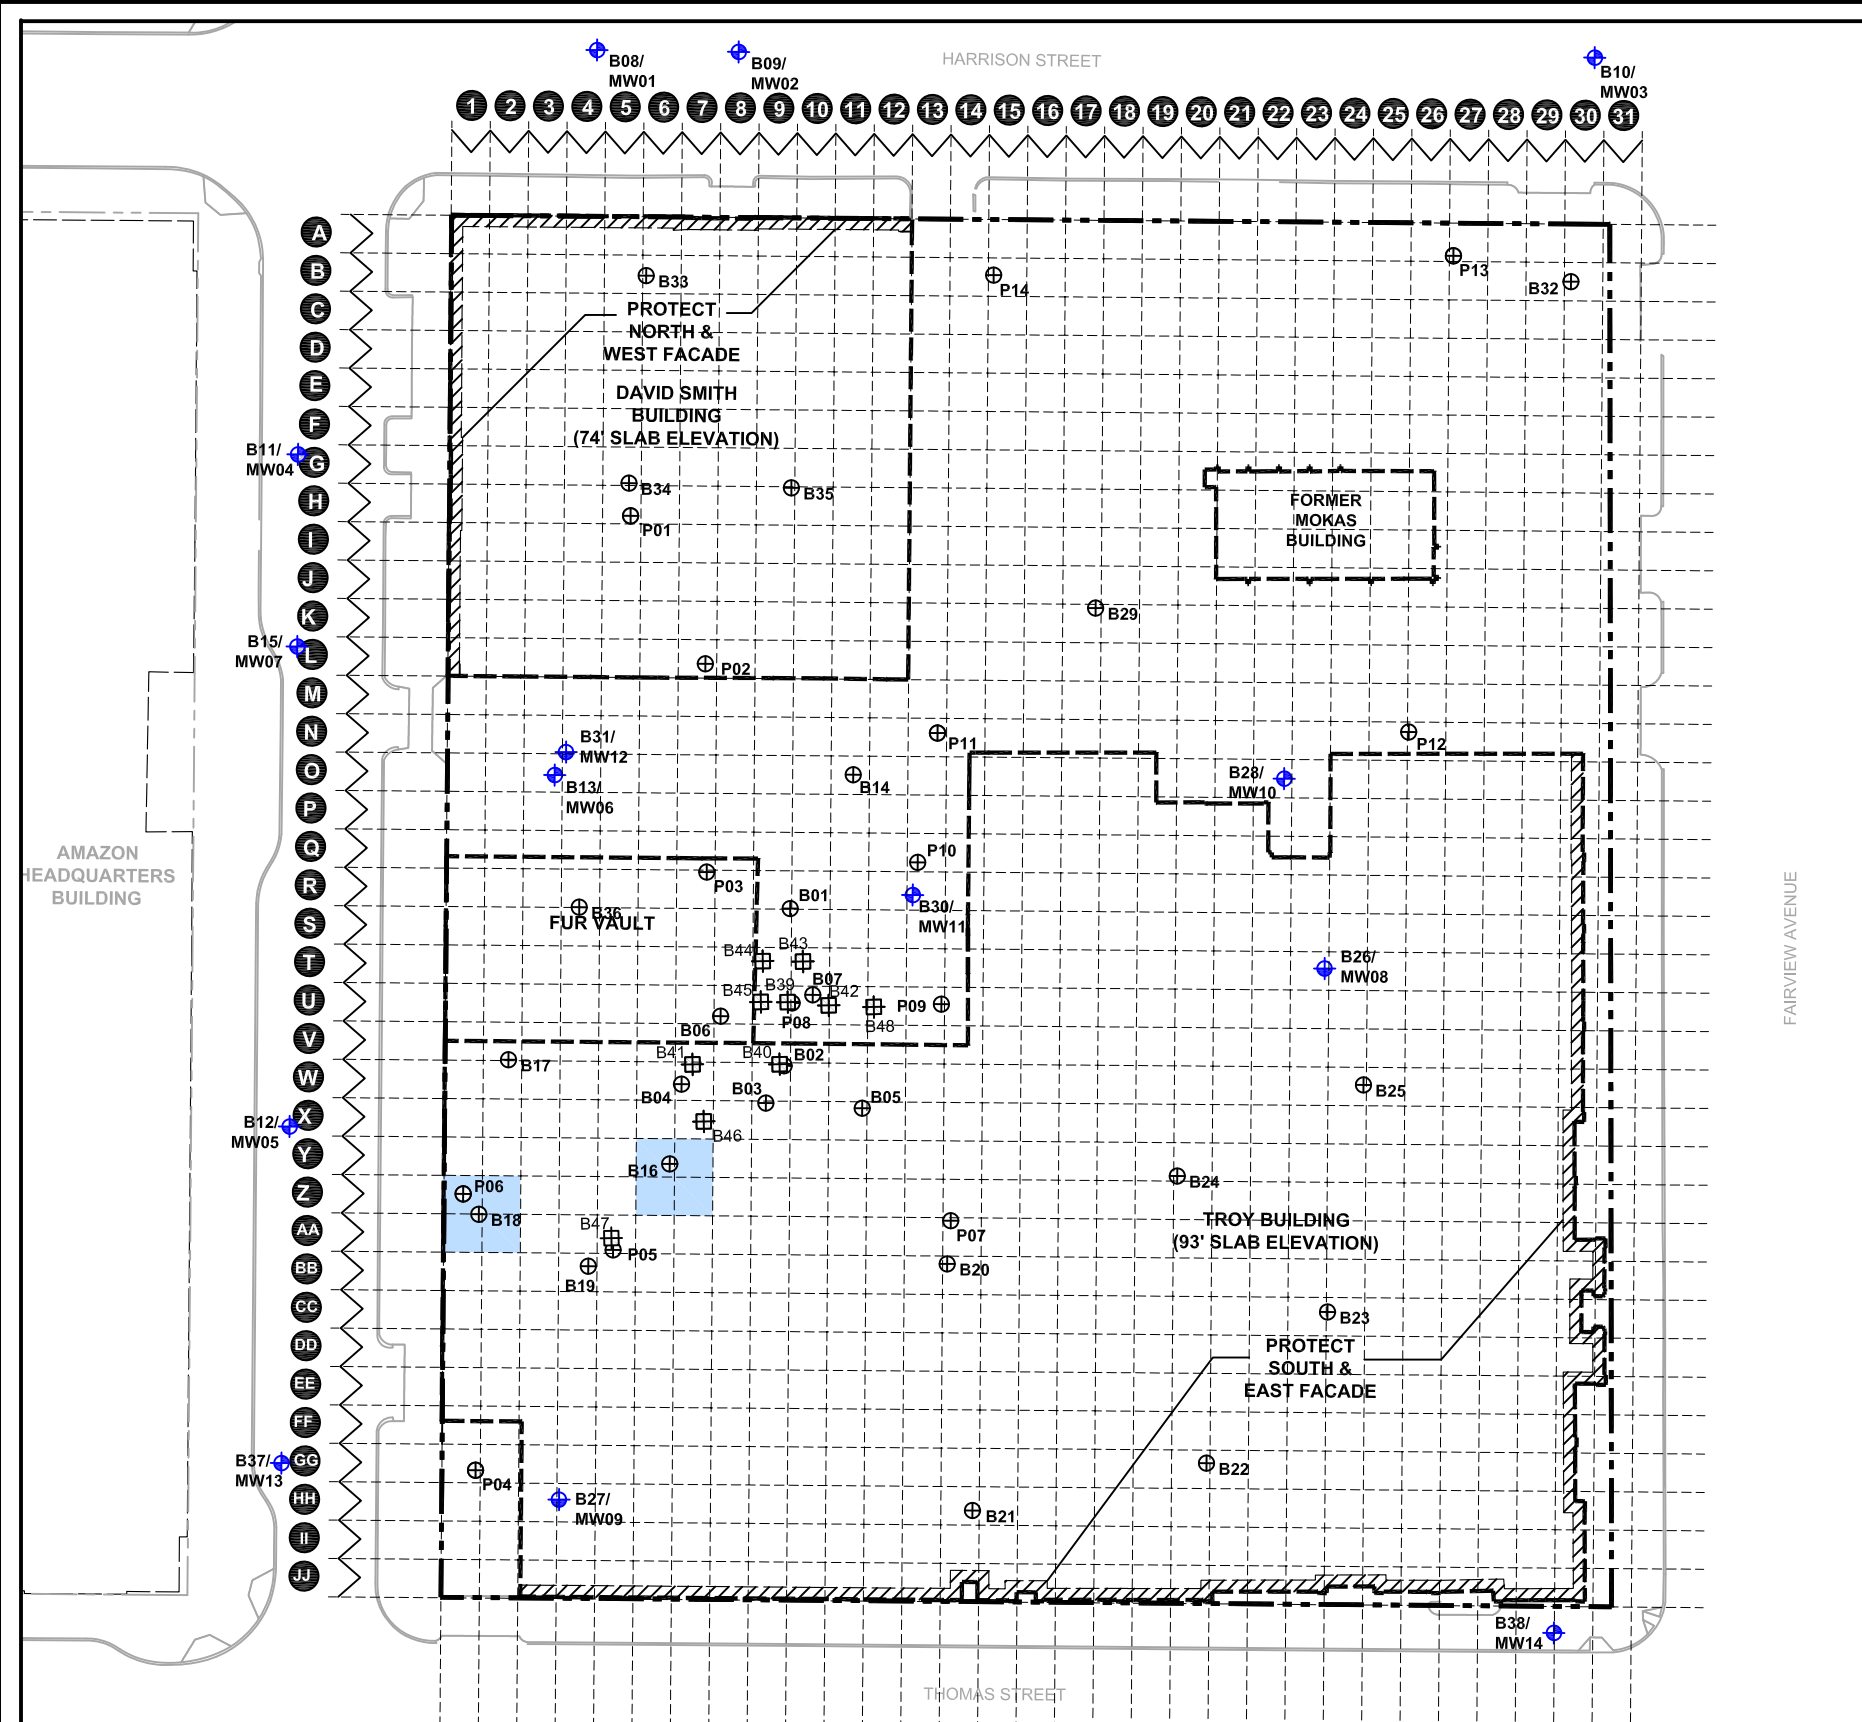 HARRISON STREET
B08/
MW01
B09/
MW02
B10/
MW03
1 2 3 4 5 6 7 8 9 10 11 12 13 14 15 16 17 18 19 20 21 22 23 24 25 26 27 28 29 30 31
A
B
C
D
E
F
G
H
I
J
K
L
M
N
O
P
Q
R
S
T
U
V
W
X
Y
Z
AA
BB
CC
DD
EE
FF
GG
HH
II
JJ
B33
P14
P13
B32
PROTECT
NORTH &
WEST FACADE
DAVID SMITH
BUILDING
(74' SLAB ELEVATION)
B11/
MW04
B34
B35
P01
FORMER
MOKAS
BUILDING
B29
B15/
MW07
P02
B31/
MW12
B13/
MW06
P11
B14
P12
B28/
MW10
AMAZON
HEADQUARTERS
BUILDING
P10
P03
B01
B30/
MW11
B36
FUR VAULT
B44
B43
B26/
MW08
FAIRVIEW AVENUE
B07
B45
B39
B42
P09
P08
B48
B06
B41
B40
B02
B17
B04
B03
B05
B25
B12/
MW05
B46
B16
P06
B18
B24
B47
P05
P07
TROY BUILDING
(93' SLAB ELEVATION)
B19
B20
B23
PROTECT
SOUTH &
EAST FACADE
B37/
MW13
P04
B22
B27/
MW09
B21
B38/
MW14
THOMAS STREET